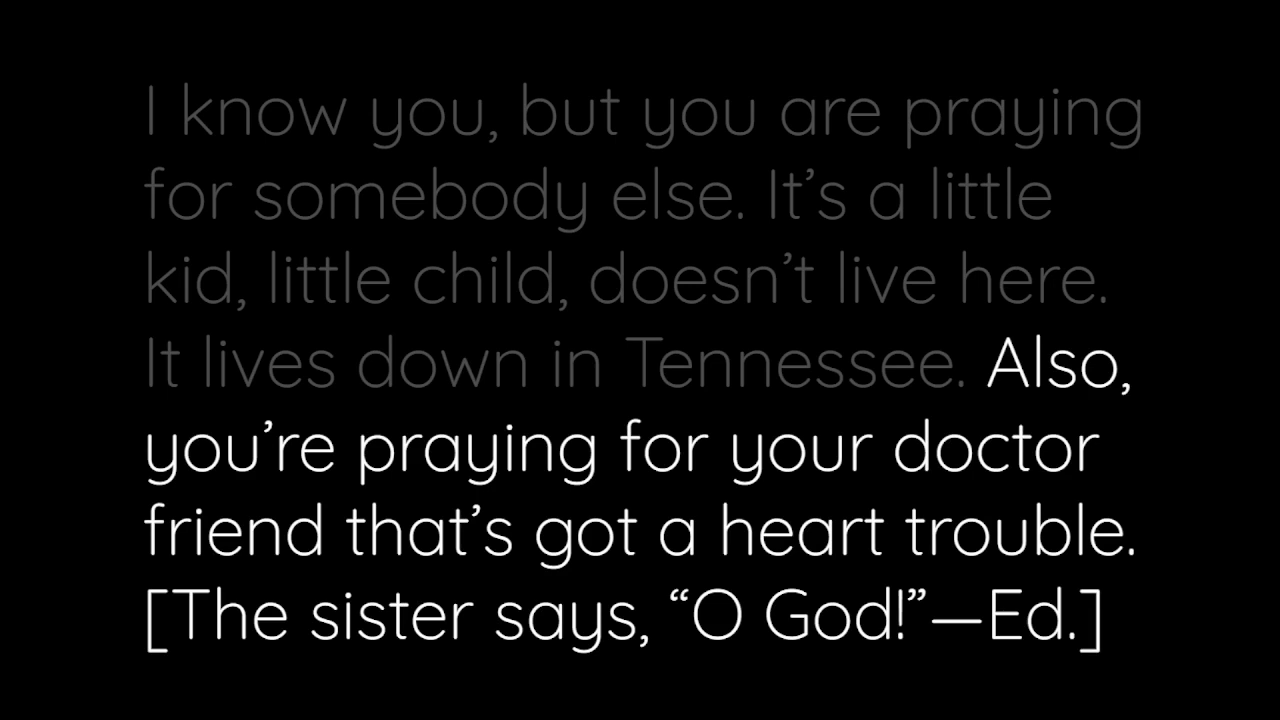 I know you, but you are praying
for somebody else. It’s a little
kid, little child, doesn’t live here.
It lives down in Tennessee. Also,
you’re praying for your doctor
friend that’s got a heart trouble.
[The sister says, “O God!”—Ed.]